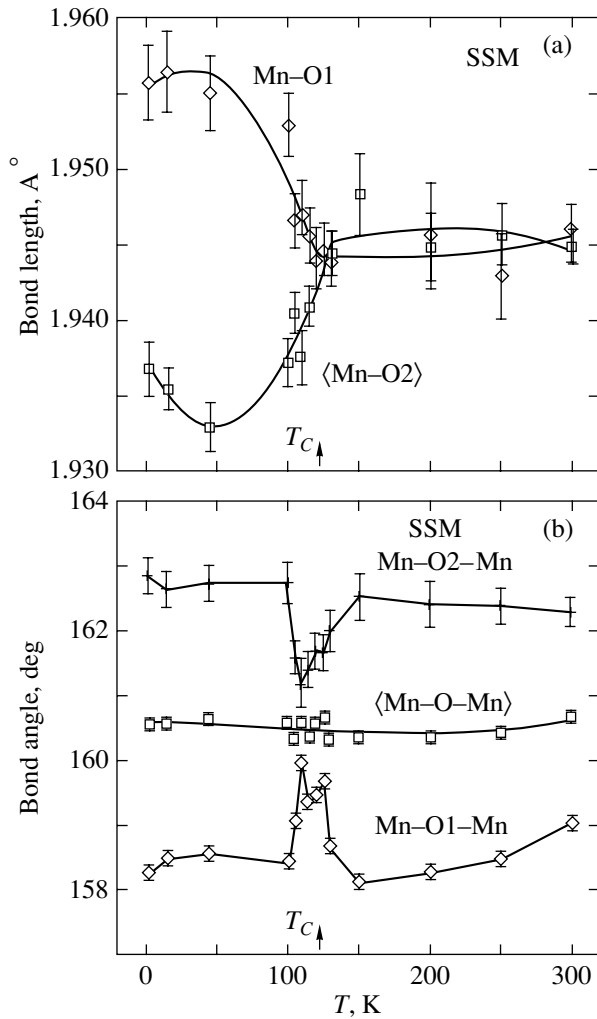 1.960
(a)
SSM
Mn–O1
1.950
Bond length, A°
1.940
⟨Mn–O2⟩
T_C
1.930
164
(b)
SSM
Mn–O2–Mn
162
⟨Mn–O–Mn⟩
Bond angle, deg
160
Mn–O1–Mn
158
T_C
0 100 200 300
T, K